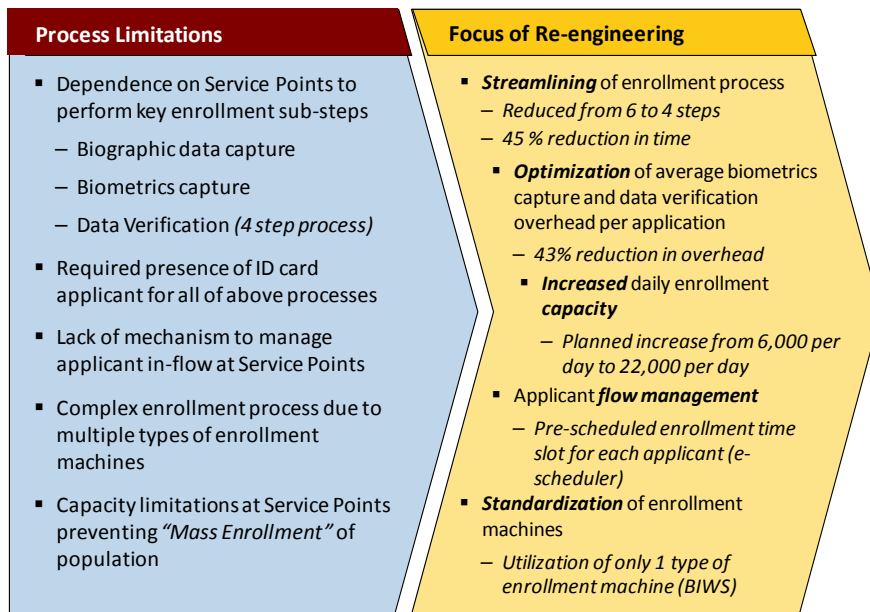 Process Limitations
▪ Dependence on Service Points to
perform key enrollment sub-steps
– Biographic data capture
– Biometrics capture
– Data Verification (4 step process)
▪ Required presence of ID card
applicant for all of above processes
▪ Lack of mechanism to manage
applicant in-flow at Service Points
▪ Complex enrollment process due to
multiple types of enrollment
machines
▪ Capacity limitations at Service Points
preventing “Mass Enrollment” of
population
Focus of Re-engineering
▪ Streamlining of enrollment process
– Reduced from 6 to 4 steps
– 45 % reduction in time
▪ Optimization of average biometrics
capture and data verification
overhead per application
– 43% reduction in overhead
▪ Increased daily enrollment
capacity
– Planned increase from 6,000 per
day to 22,000 per day
▪ Applicant flow management
– Pre-scheduled enrollment time
slot for each applicant (e-
scheduler)
▪ Standardization of enrollment
machines
– Utilization of only 1 type of
enrollment machine (BIWS)